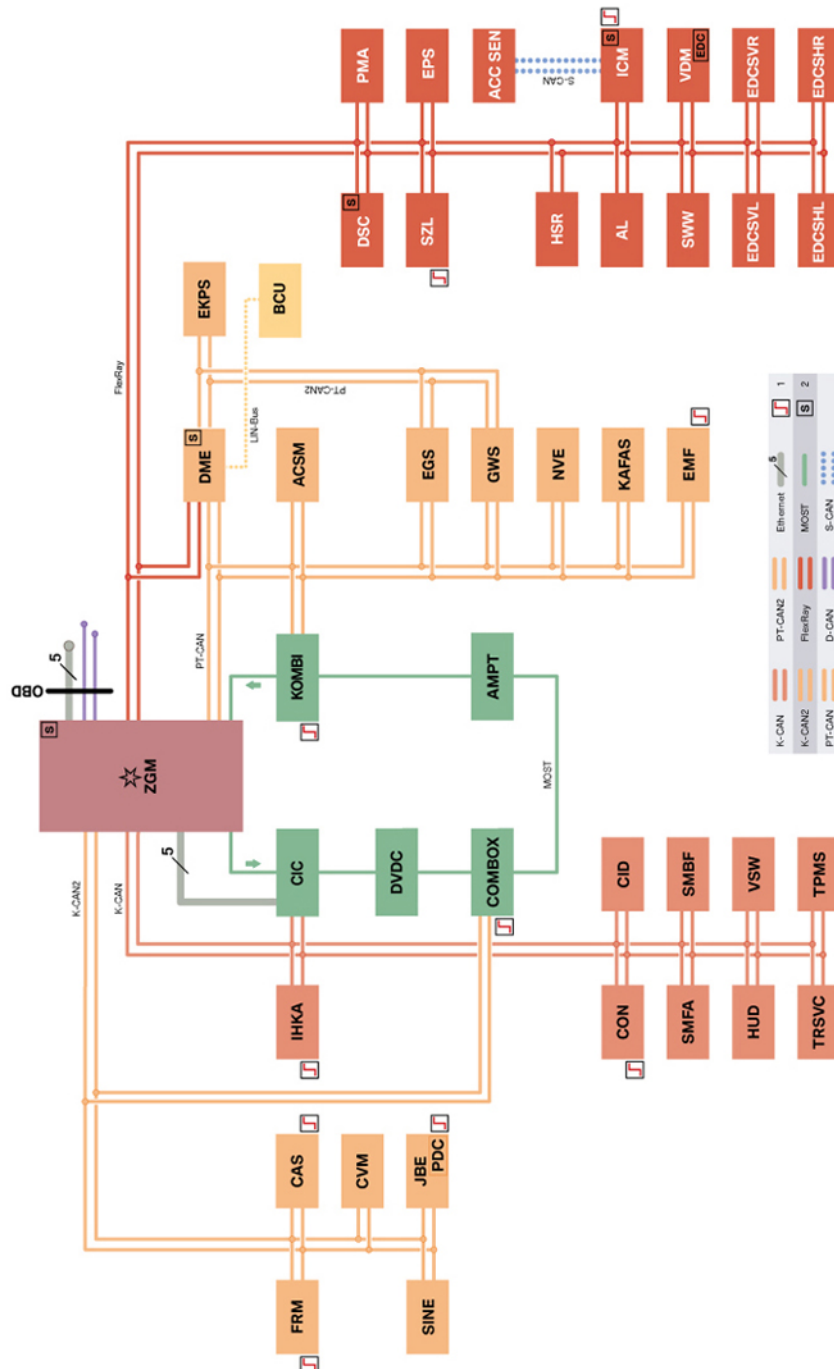 OBD
5
S
ZGM
K-CAN2
K-CAN
5
PT-CAN
FlexRay
FRM
SINE
CAS
CVM
JBE
PDC
IHKA
CIC
DVDC
COMBOX
MOST
KOMBI
AMPT
CON
SMFA
HUD
TRSVC
CID
SMBF
VSW
TPMS
S
DME
EKPS
LIN-Bus
BCU
PT-CAN2
ACSM
EGS
GWS
NVE
KAFAS
EMF
S
DSC
SZL
HSR
AL
SWW
EDCSVL
EDCSHL
PMA
EPS
ACC SEN
S-CAN
S
ICM
VDM
EDC
EDCSVR
EDCSHR
K-CAN
PT-CAN2
Ethernet
5
1
K-CAN2
FlexRay
MOST
S
2
PT-CAN
D-CAN
S-CAN